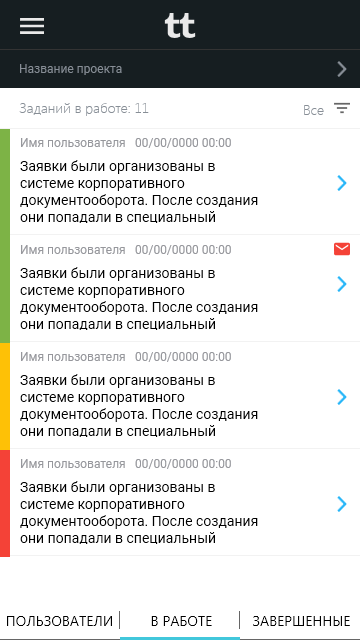 tt
Название проекта
Заданий в работе: 11
Все
Имя пользователя 00/00/0000 00:00
Заявки были организованы в
системе корпоративного
документооборота. После создания
они попадали в специальный
Имя пользователя 00/00/0000 00:00
Заявки были организованы в
системе корпоративного
документооборота. После создания
они попадали в специальный
Имя пользователя 00/00/0000 00:00
Заявки были организованы в
системе корпоративного
документооборота. После создания
они попадали в специальный
Имя пользователя 00/00/0000 00:00
Заявки были организованы в
системе корпоративного
документооборота. После создания
они попадали в специальный
ПОЛЬЗОВАТЕЛИ В РАБОТЕ ЗАВЕРШЕННЫЕ